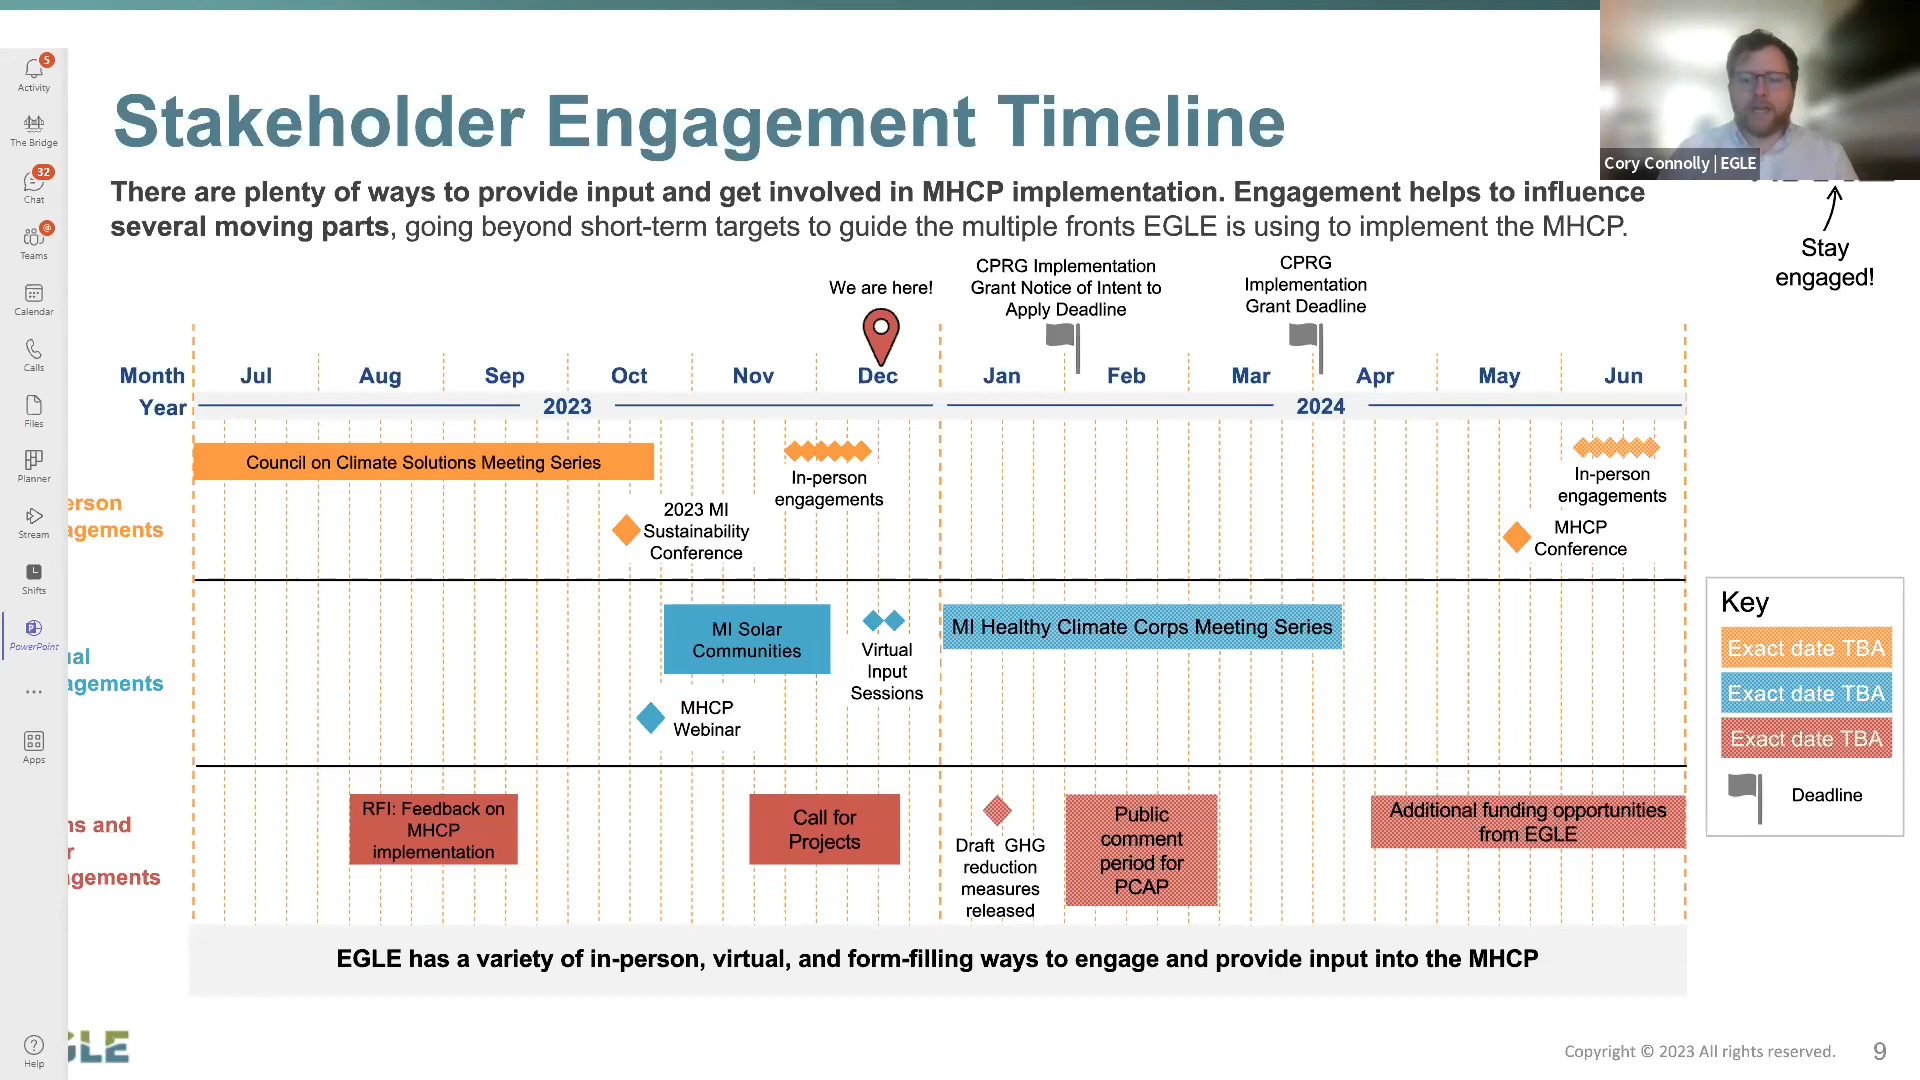 5
Activity
The Bridge
32
Chat
@
Teams
Calendar
Calls
Files
Planner
Stream
Shifts
PowerPoint
...
Apps
Help
Stakeholder Engagement Timeline
Cory Connolly | EGLE
There are plenty of ways to provide input and get involved in MHCP implementation. Engagement helps to influence
several moving parts, going beyond short-term targets to guide the multiple fronts EGLE is using to implement the MHCP.
Stay
engaged!
We are here!
CPRG Implementation
Grant Notice of Intent to
Apply Deadline
CPRG
Implementation
Grant Deadline
Month Jul Aug Sep Oct Nov Dec Jan Feb Mar Apr May Jun
Year 2023 2024
erson
agements
Council on Climate Solutions Meeting Series
2023 MI
Sustainability
Conference
In-person
engagements
In-person
engagements
MHCP
Conference
ual
agements
MI Solar
Communities
MHCP
Webinar
Virtual
Input
Sessions
MI Healthy Climate Corps Meeting Series
ns and
r
gements
RFI: Feedback on
MHCP
implementation
Call for
Projects
Draft GHG
reduction
measures
released
Public
comment
period for
PCAP
Additional funding opportunities
from EGLE
Key
Exact date TBA
Exact date TBA
Exact date TBA
Deadline
EGLE has a variety of in-person, virtual, and form-filling ways to engage and provide input into the MHCP
GLE
Copyright © 2023 All rights reserved.
9